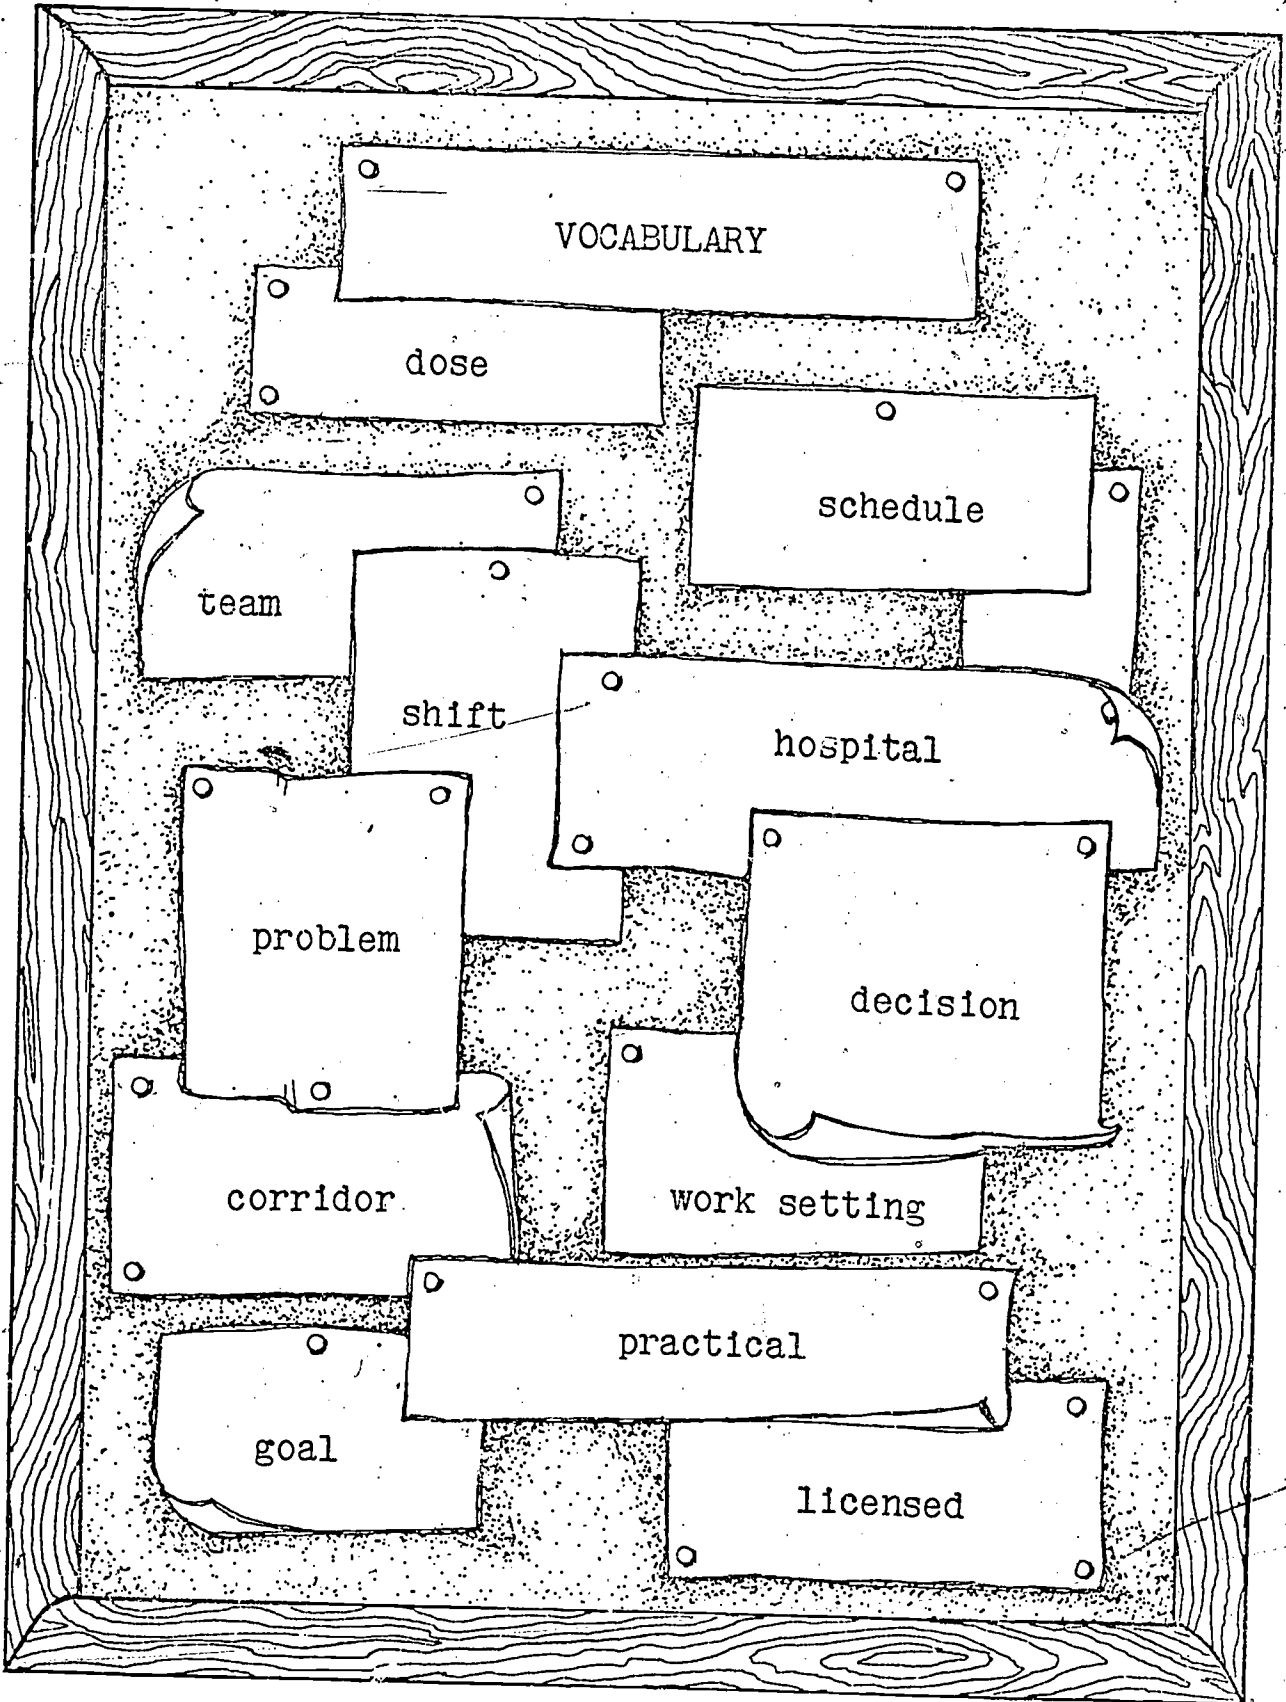 VOCABULARY
dose
schedule
team
shift
hospital
problem
decision
corridor
work setting
practical
goal
licensed